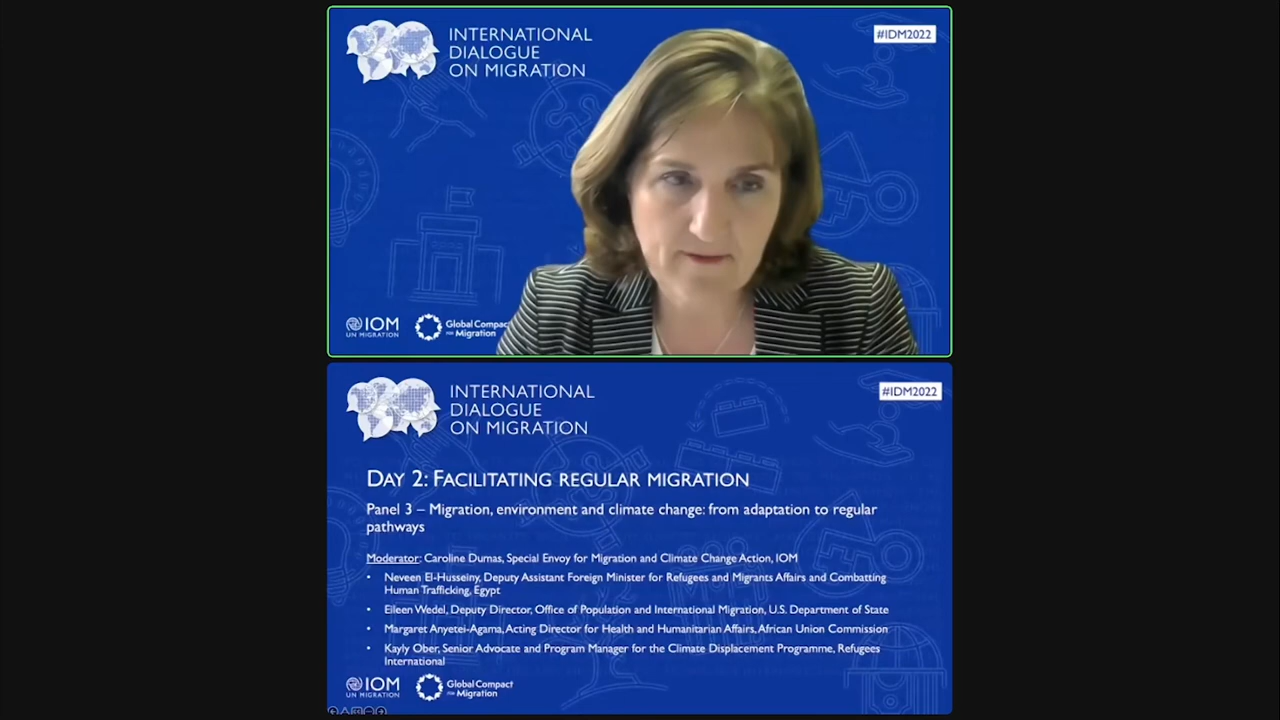 INTERNATIONAL
DIALOGUE
ON MIGRATION
#IDM2022
IOM
UN MIGRATION
Global Compact
FOR Migration
INTERNATIONAL
DIALOGUE
ON MIGRATION
#IDM2022
DAY 2: FACILITATING REGULAR MIGRATION
Panel 3 – Migration, environment and climate change: from adaptation to regular
pathways
Moderator: Caroline Dumas, Special Envoy for Migration and Climate Change Action, IOM
• Neveen El-Husseiny, Deputy Assistant Foreign Minister for Refugees and Migrants Affairs and Combatting
Human Trafficking, Egypt
• Eileen Wedel, Deputy Director, Office of Population and International Migration, U.S. Department of State
• Margaret Anyetei-Agama, Acting Director for Health and Humanitarian Affairs, African Union Commission
• Kayly Ober, Senior Advocate and Program Manager for the Climate Displacement Programme, Refugees
International
IOM
UN MIGRATION
Global Compact
FOR Migration